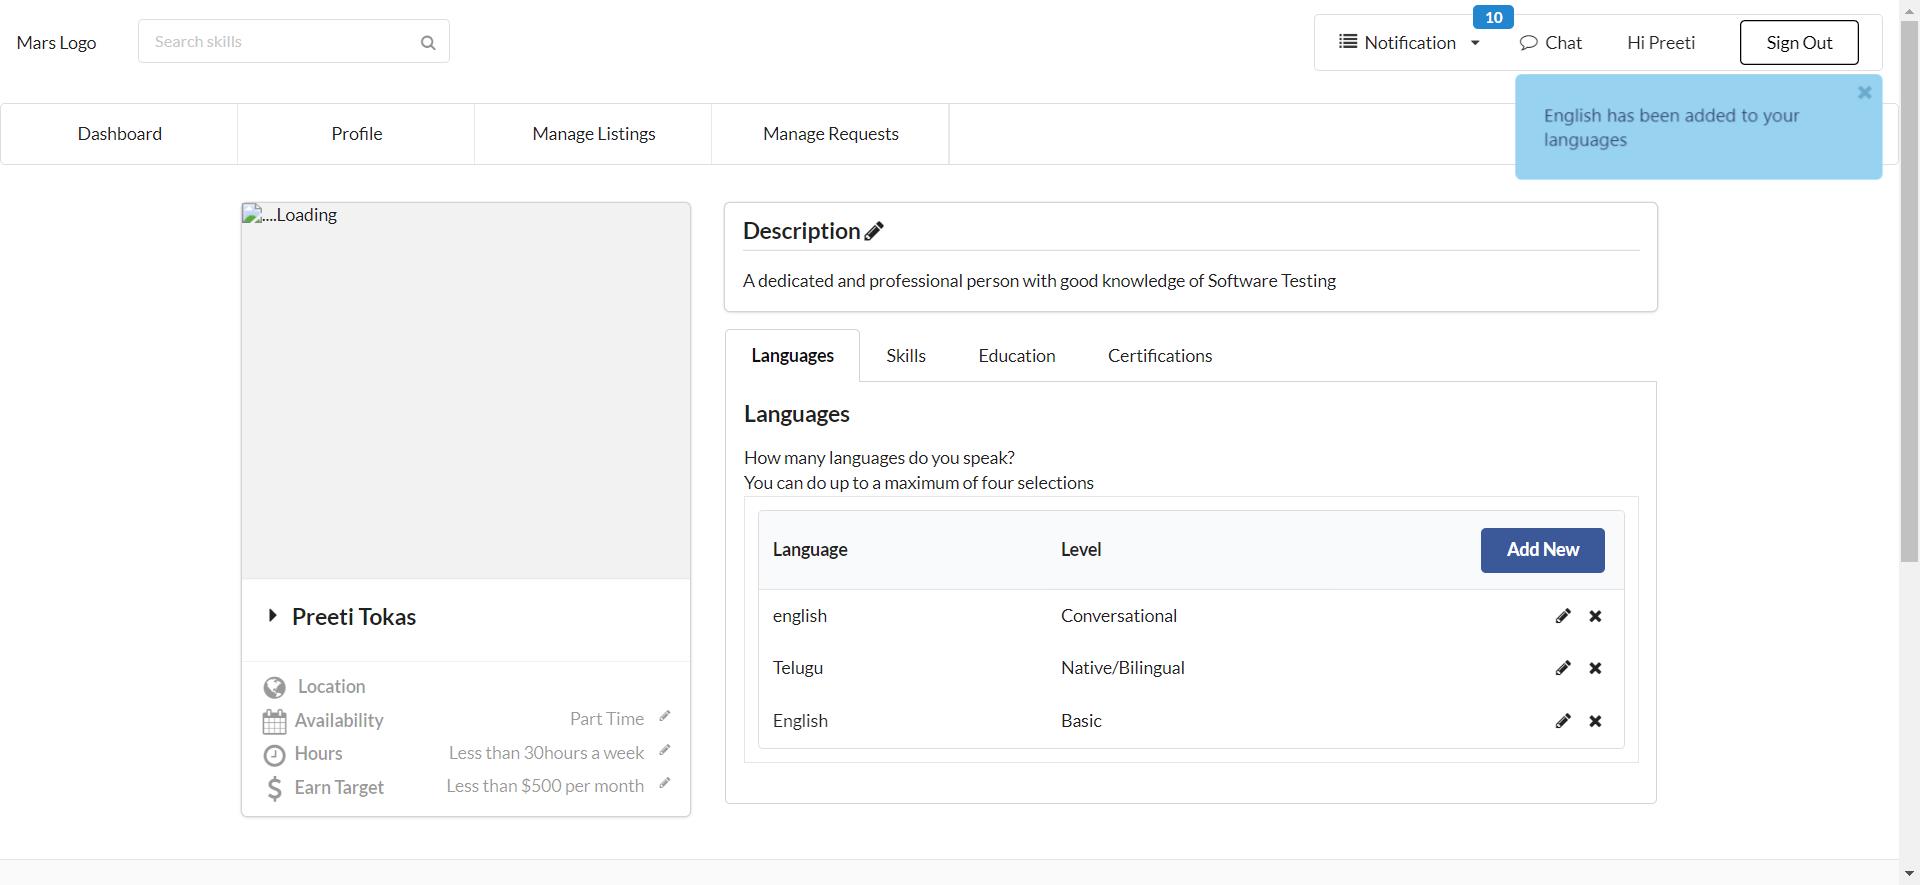 Mars Logo
Search skills
10
Notification
Chat
Hi Preeti
Sign Out
Dashboard
Profile
Manage Listings
Manage Requests
English has been added to your
languages
....Loading
Preeti Tokas
Location
Availability
Part Time
Hours
Less than 30hours a week
Earn Target
Less than $500 per month
Description
A dedicated and professional person with good knowledge of Software Testing
Languages
Skills
Education
Certifications
Languages
How many languages do you speak?
You can do up to a maximum of four selections
Language
Level
Add New
english
Conversational
Telugu
Native/Bilingual
English
Basic